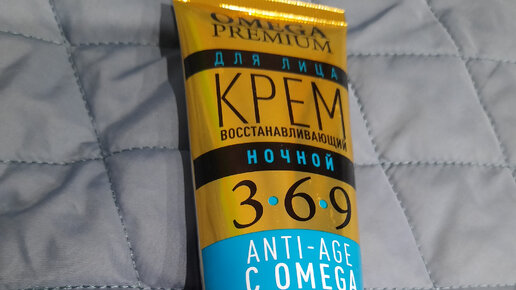 OMEGA
PREMIUM
ДЛЯ ЛИЦА
КРЕМ
ВОССТАНАВЛИВАЮЩИЙ
НОЧНОЙ
3·6·9
ANTI-AGE
С OMEGA